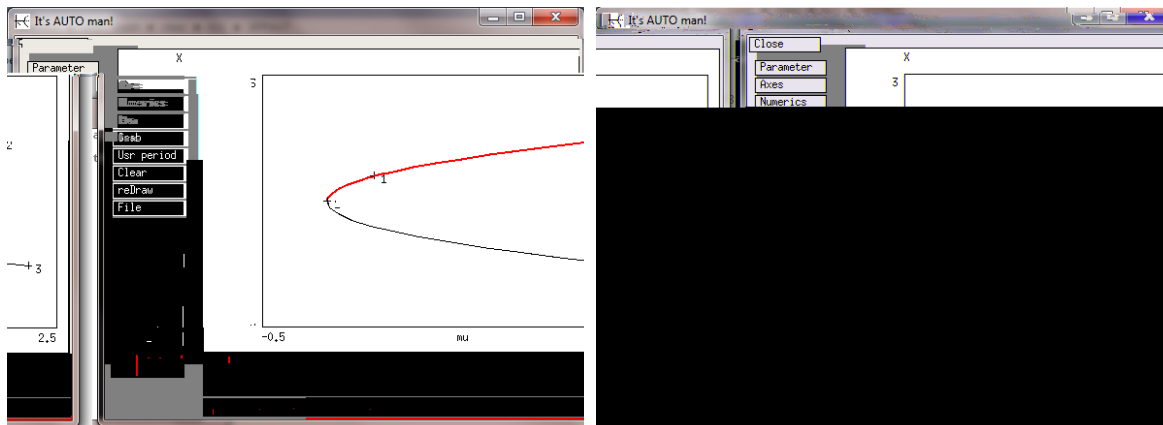 It's AUTO man!
Parameter
X
Grab
Usr period
Clear
reDraw
File
2
3
2.5
1
-0.5
mu
It's AUTO man!
Close
Parameter
Axes
Numerics
X
3